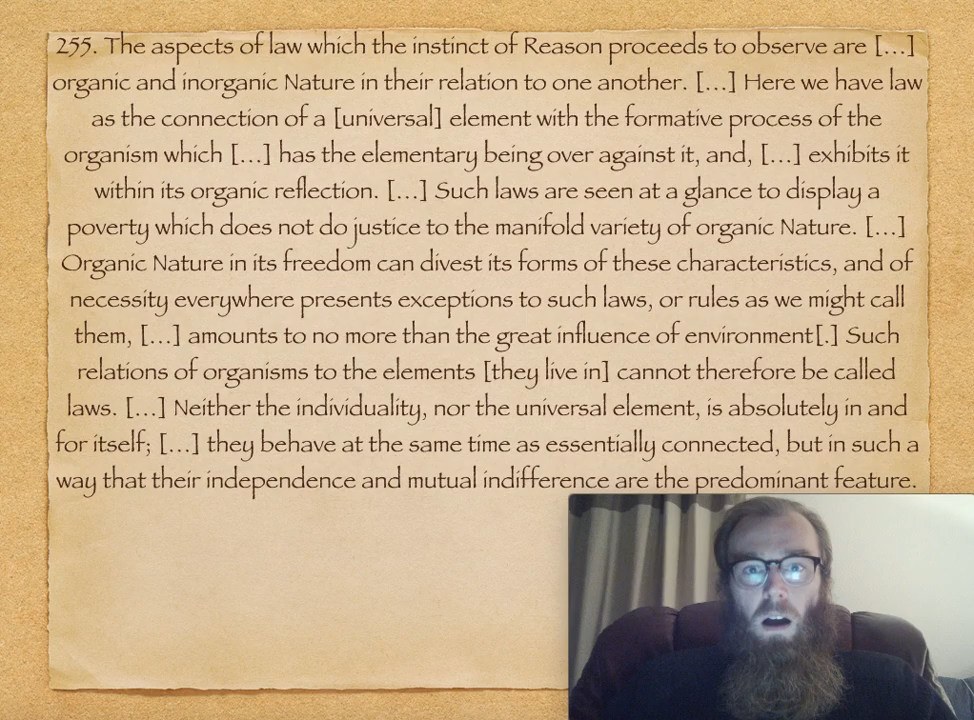 255. The aspects of law which the instinct of Reason proceeds to observe are […]
organic and inorganic Nature in their relation to one another. […] Here we have law
as the connection of a [universal] element with the formative process of the
organism which […] has the elementary being over against it, and, […] exhibits it
within its organic reflection. […] Such laws are seen at a glance to display a
poverty which does not do justice to the manifold variety of organic Nature. […]
Organic Nature in its freedom can divest its forms of these characteristics, and of
necessity everywhere presents exceptions to such laws, or rules as we might call
them, […] amounts to no more than the great influence of environment[.] Such
relations of organisms to the elements [they live in] cannot therefore be called
laws. […] Neither the individuality, nor the universal element, is absolutely in and
for itself; […] they behave at the same time as essentially connected, but in such a
way that their independence and mutual indifference are the predominant feature.